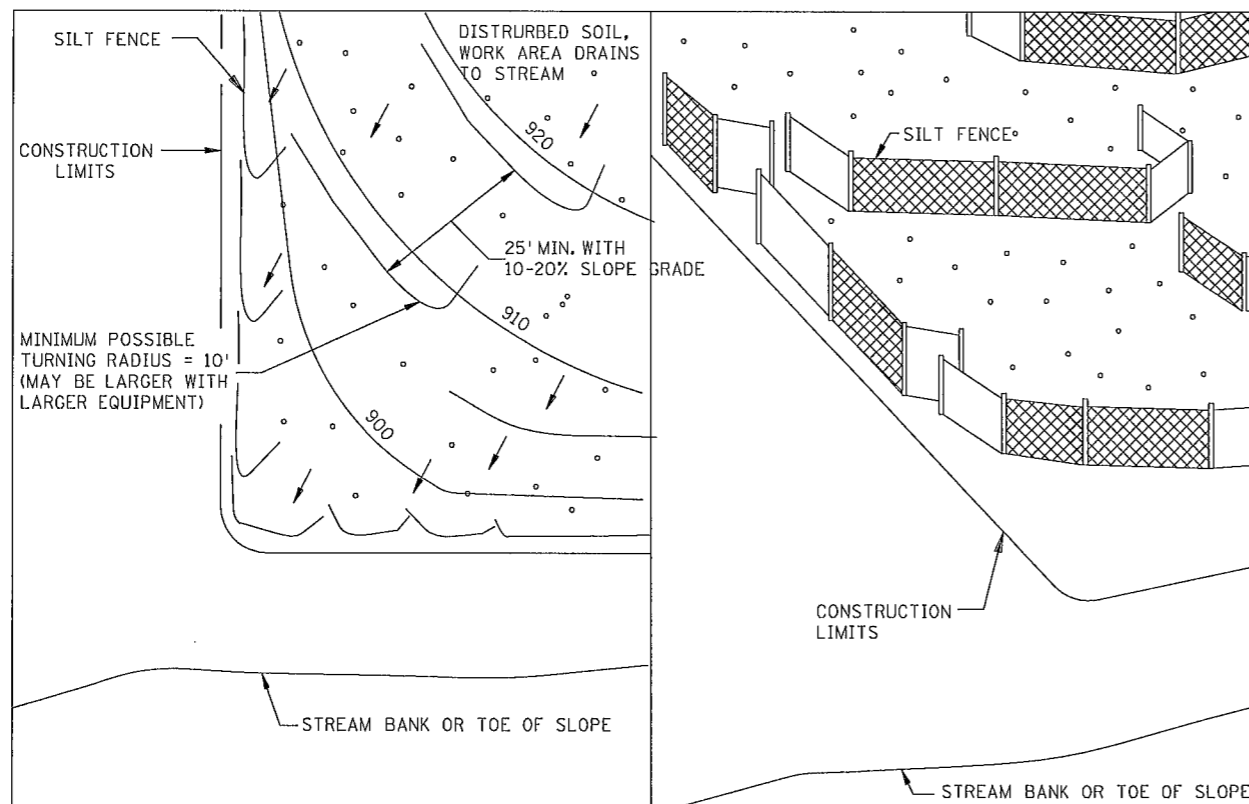 SILT FENCE
DISTRURBED SOIL,
WORK AREA DRAINS
TO STREAM
920
CONSTRUCTION
LIMITS
25' MIN. WITH
10-20% SLOPE GRADE
910
MINIMUM POSSIBLE
TURNING RADIUS = 10'
(MAY BE LARGER WITH
LARGER EQUIPMENT)
900
STREAM BANK OR TOE OF SLOPE
SILT FENCE
CONSTRUCTION
LIMITS
STREAM BANK OR TOE OF SLOPE